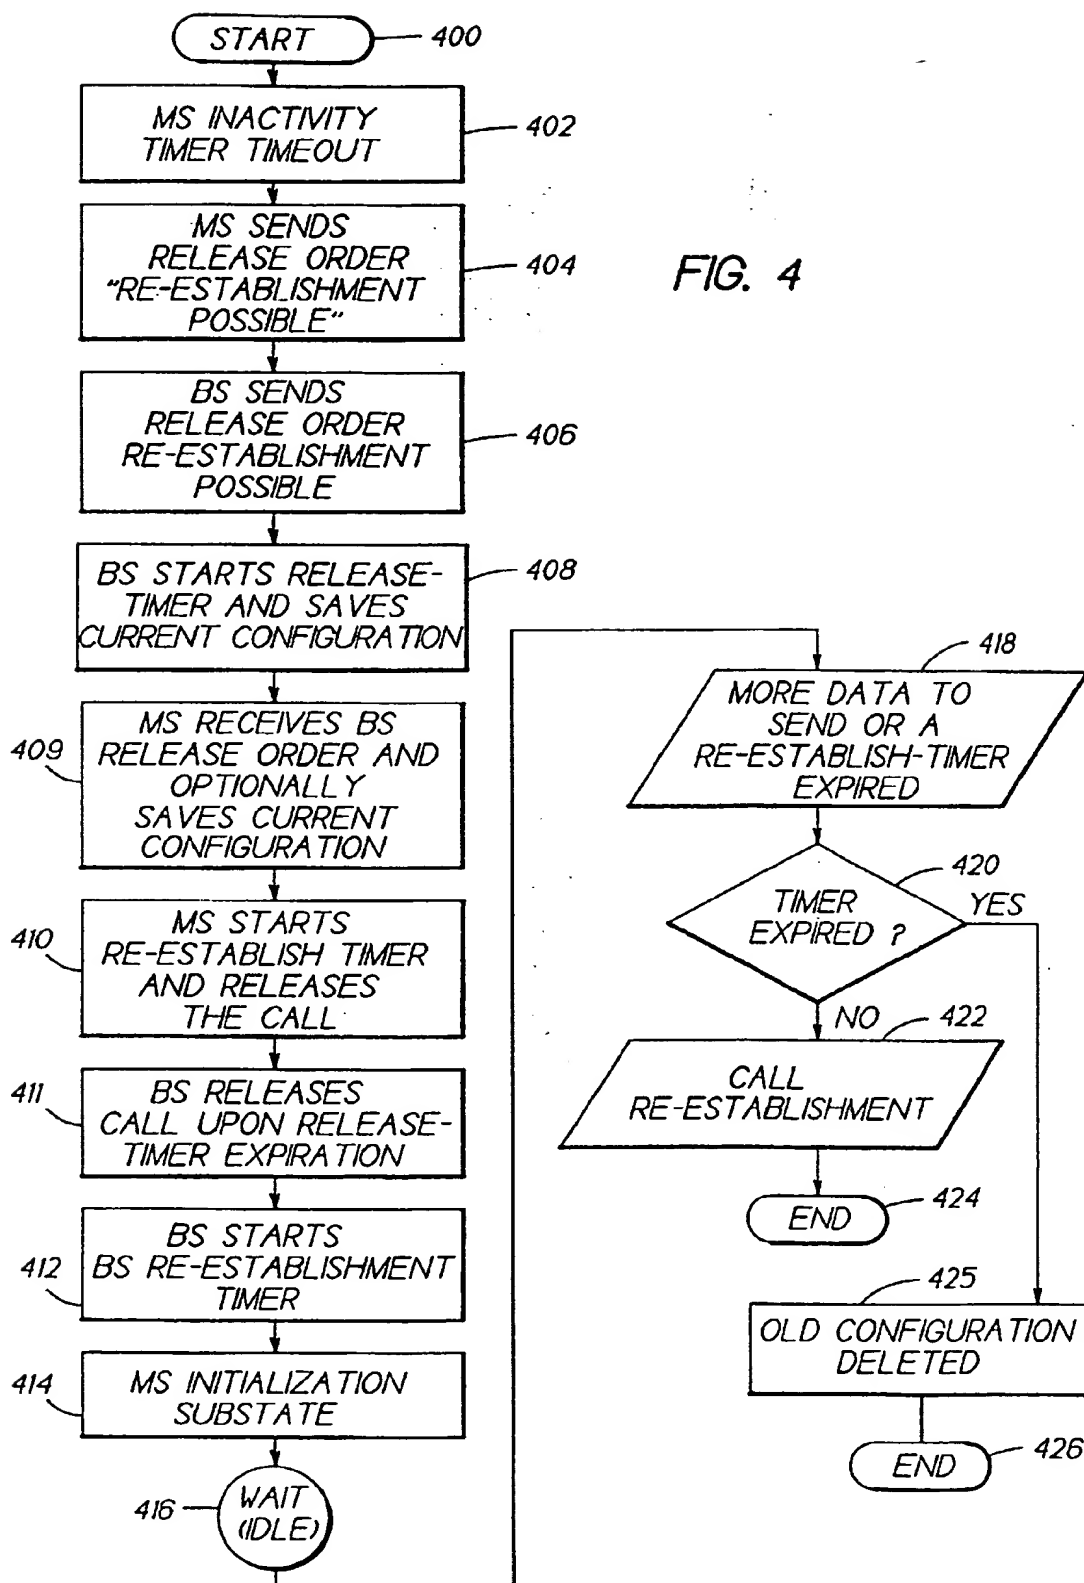 START
400
MS INACTIVITY
TIMER TIMEOUT
402
MS SENDS
RELEASE ORDER
"RE-ESTABLISHMENT
POSSIBLE"
404
FIG. 4
BS SENDS
RELEASE ORDER
RE-ESTABLISHMENT
POSSIBLE
406
BS STARTS RELEASE-
TIMER AND SAVES
CURRENT CONFIGURATION
408
MS RECEIVES BS
RELEASE ORDER AND
OPTIONALLY
SAVES CURRENT
CONFIGURATION
409
MS STARTS
RE-ESTABLISH TIMER
AND RELEASES
THE CALL
410
BS RELEASES
CALL UPON RELEASE-
TIMER EXPIRATION
411
BS STARTS
BS RE-ESTABLISHMENT
TIMER
412
MS INITIALIZATION
SUBSTATE
414
WAIT
(IDLE)
416
418
MORE DATA TO
SEND OR A
RE-ESTABLISH-TIMER
EXPIRED
420
TIMER
EXPIRED ?
YES
NO
422
CALL
RE-ESTABLISHMENT
END
424
425
OLD CONFIGURATION
DELETED
END
426